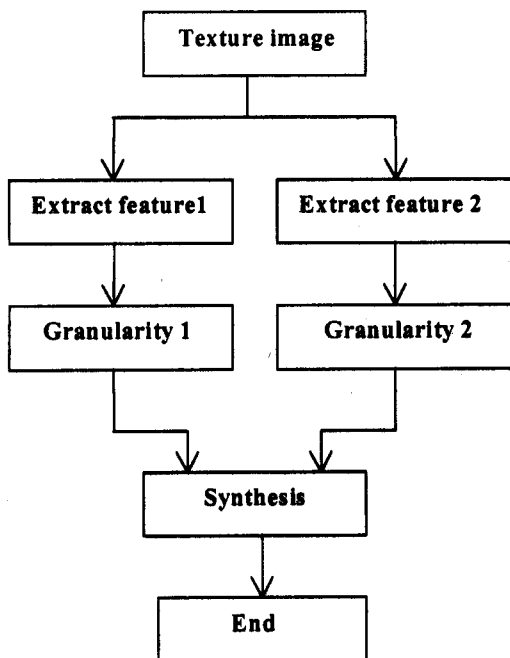 Texture image
Extract feature1
Extract feature 2
Granularity 1
Granularity 2
Synthesis
End